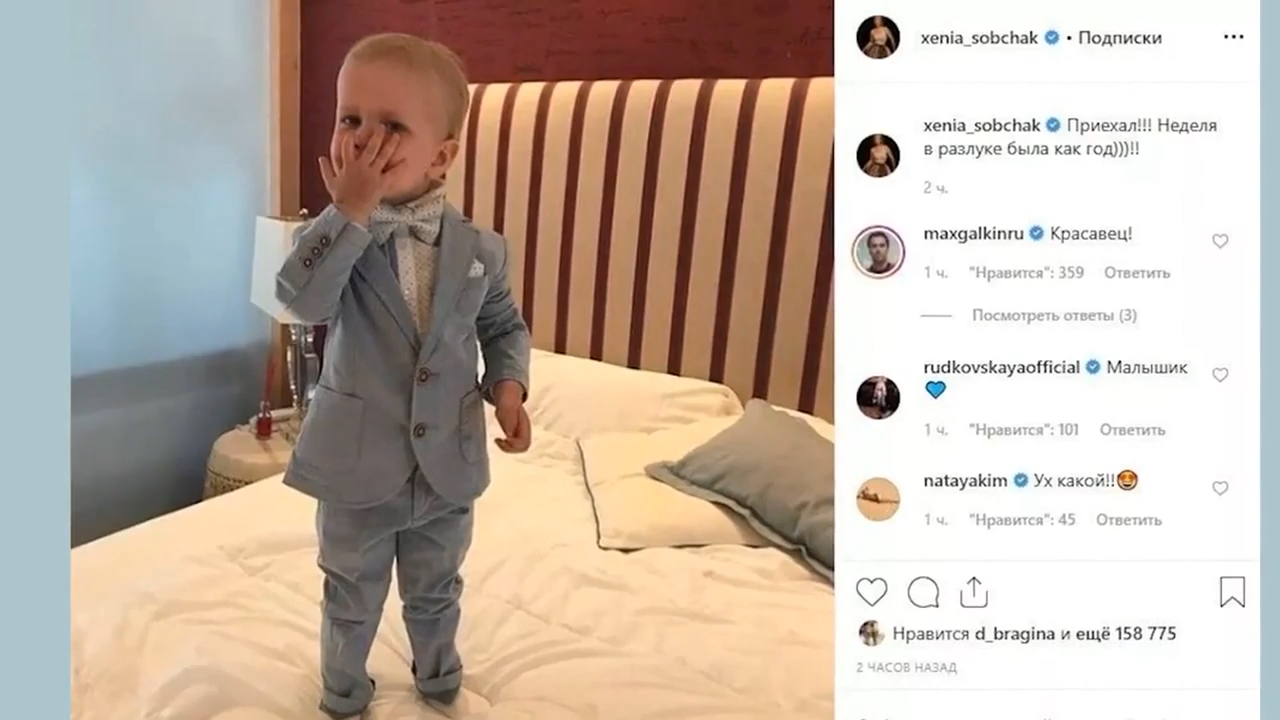 xenia_sobchak • Подписки
xenia_sobchak Приехал!!! Неделя
в разлуке была как год)))!!
2 ч.
maxgalkinru Красавец!
1 ч. "Нравится": 359 Ответить
Посмотреть ответы (3)
rudkovskayaofficial Малышик
💙
1 ч. "Нравится": 101 Ответить
natayakim Ух какой!!🤩
1 ч. "Нравится": 45 Ответить
Нравится d_bragina и ещё 158 775
2 ЧАСОВ НАЗАД